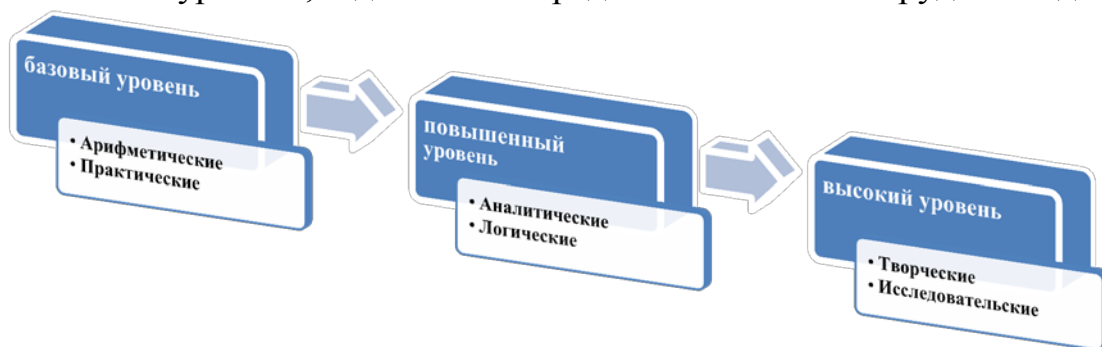 базовый уровень
• Арифметические
• Практические
повышенный
уровень
• Аналитические
• Логические
высокий уровень
• Творческие
• Исследовательские